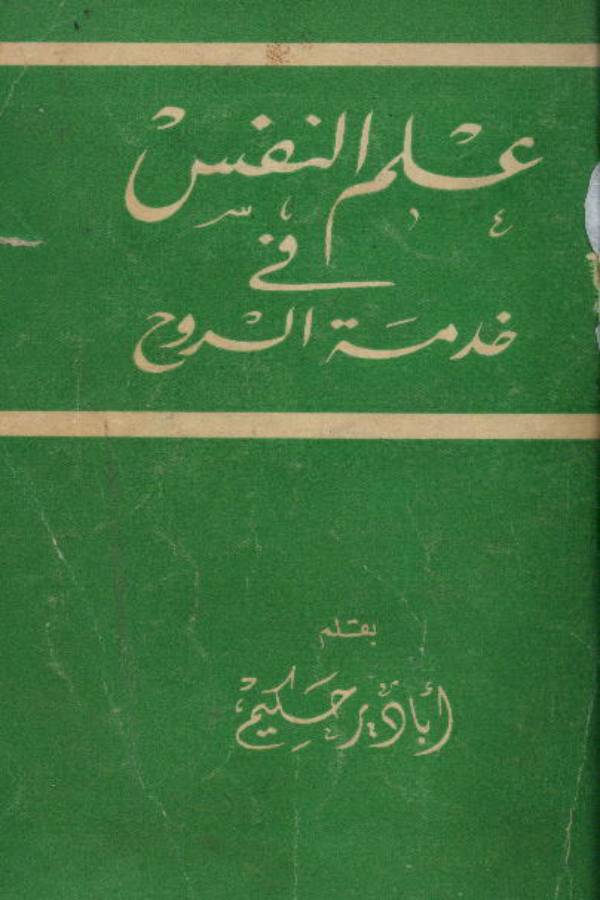 علم النفس
في
خدمة الروح
بقلم
أبادير حكيم